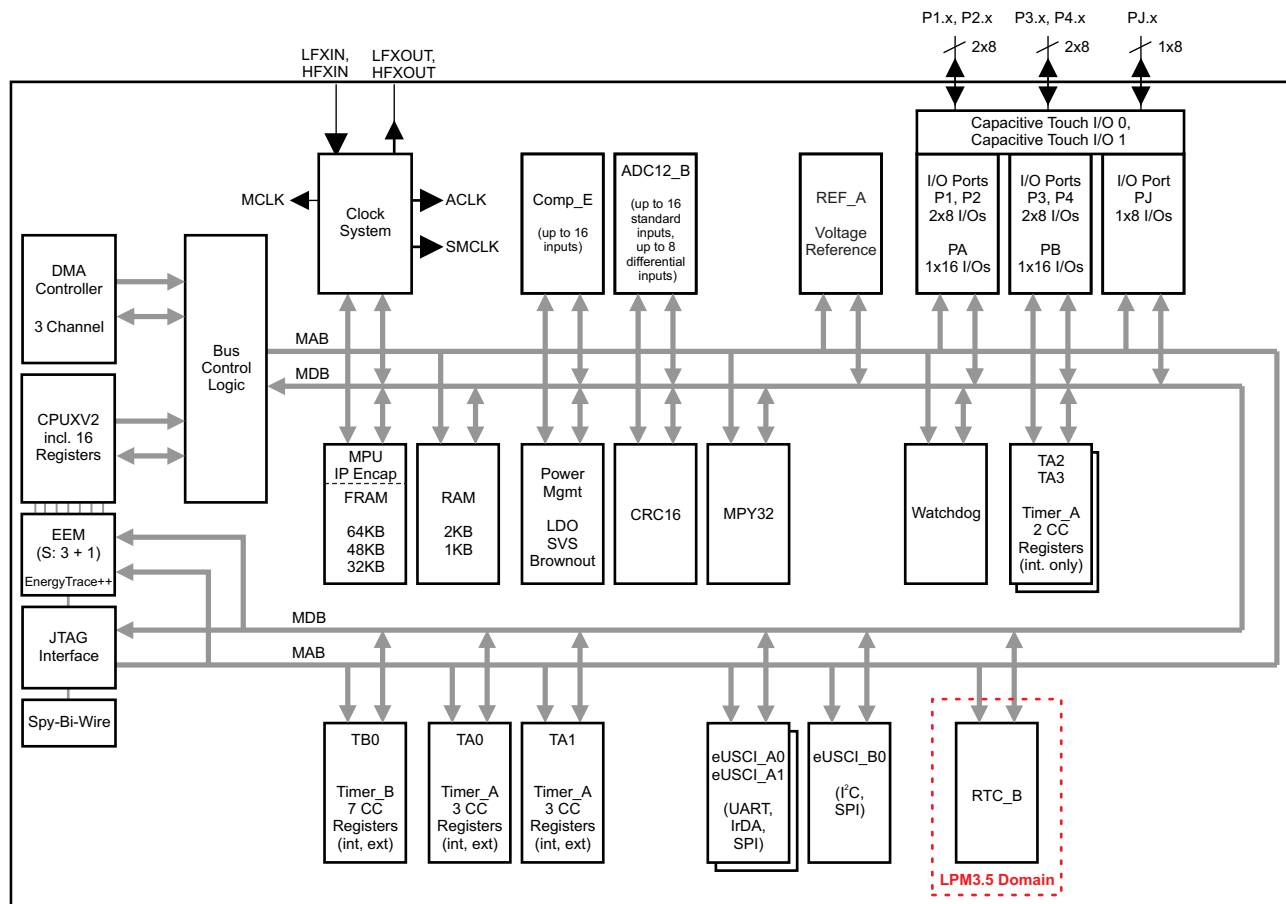 P1.x, P2.x
P3.x, P4.x
PJ.x
2x8
2x8
1x8
LFXIN,
HFXIN
LFXOUT,
HFXOUT
Capacitive Touch I/O 0,
Capacitive Touch I/O 1
MCLK
Clock
System
ACLK
SMCLK
Comp_E
(up to 16
inputs)
ADC12_B
(up to 16
standard
inputs,
up to 8
differential
inputs)
REF_A
Voltage
Reference
I/O Ports
P1, P2
2x8 I/Os
PA
1x16 I/Os
I/O Ports
P3, P4
2x8 I/Os
PB
1x16 I/Os
I/O Port
PJ
1x8 I/Os
DMA
Controller
3 Channel
Bus
Control
Logic
MAB
MDB
CPUXV2
incl. 16
Registers
MPU
IP Encap
FRAM
64KB
48KB
32KB
RAM
2KB
1KB
Power
Mgmt
LDO
SVS
Brownout
CRC16
MPY32
Watchdog
TA2
TA3
Timer_A
2 CC
Registers
(int. only)
EEM
(S: 3 + 1)
EnergyTrace++
JTAG
Interface
Spy-Bi-Wire
MDB
MAB
TB0
Timer_B
7 CC
Registers
(int, ext)
TA0
Timer_A
3 CC
Registers
(int, ext)
TA1
Timer_A
3 CC
Registers
(int, ext)
eUSCI_A0
eUSCI_A1
(UART,
IrDA,
SPI)
eUSCI_B0
(I²C,
SPI)
RTC_B
LPM3.5 Domain